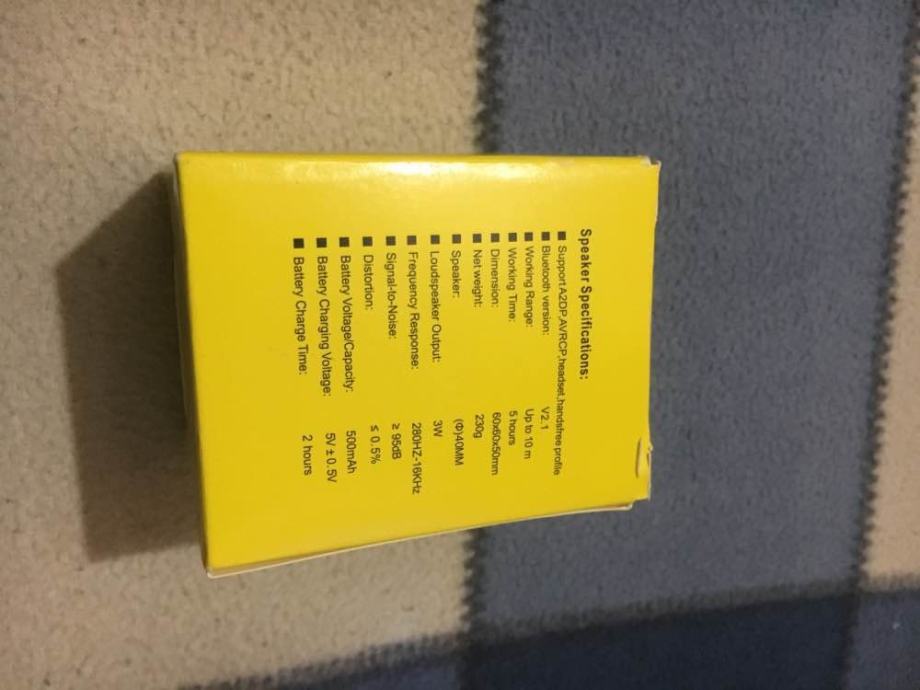 Speaker Specifications:
■ Support A2DP,AVRCP,headset,handsfree profile
■ Bluetooth version: V2.1
■ Working Range: Up to 10 m
■ Working Time: 5 hours
■ Dimension: 60x60x50mm
■ Net weight: 230g
■ Speaker: (Φ)40MM
■ Loudspeaker Output: 3W
■ Frequency Response: 280HZ-16KHz
■ Signal-to-Noise: ≥ 95dB
■ Distortion: ≤ 0.5%
■ Battery Voltage/Capacity: 500mAh
■ Battery Charging Voltage: 5V ± 0.5V
■ Battery Charge Time: 2 hours